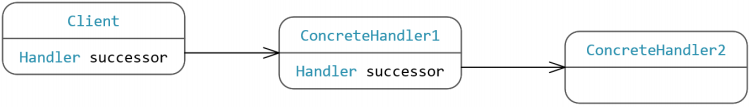 Client
Handler successor
ConcreteHandler1
Handler successor
ConcreteHandler2